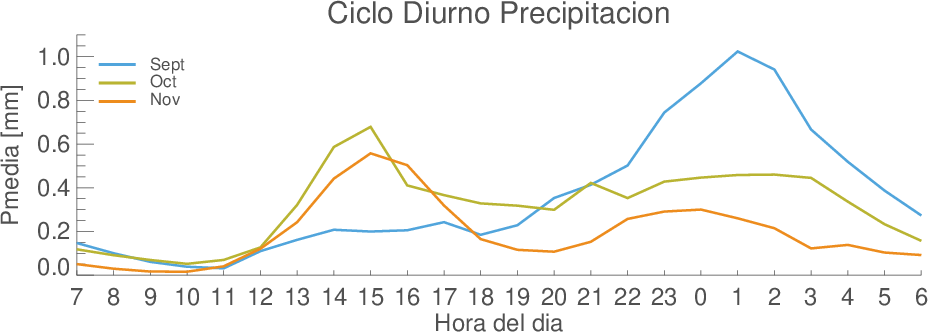 Ciclo Diurno Precipitacion
Pmedia [mm]
1.0
0.8
0.6
0.4
0.2
0.0
Sept
Oct
Nov
7 8 9 10 11 12 13 14 15 16 17 18 19 20 21 22 23 0 1 2 3 4 5 6
Hora del dia